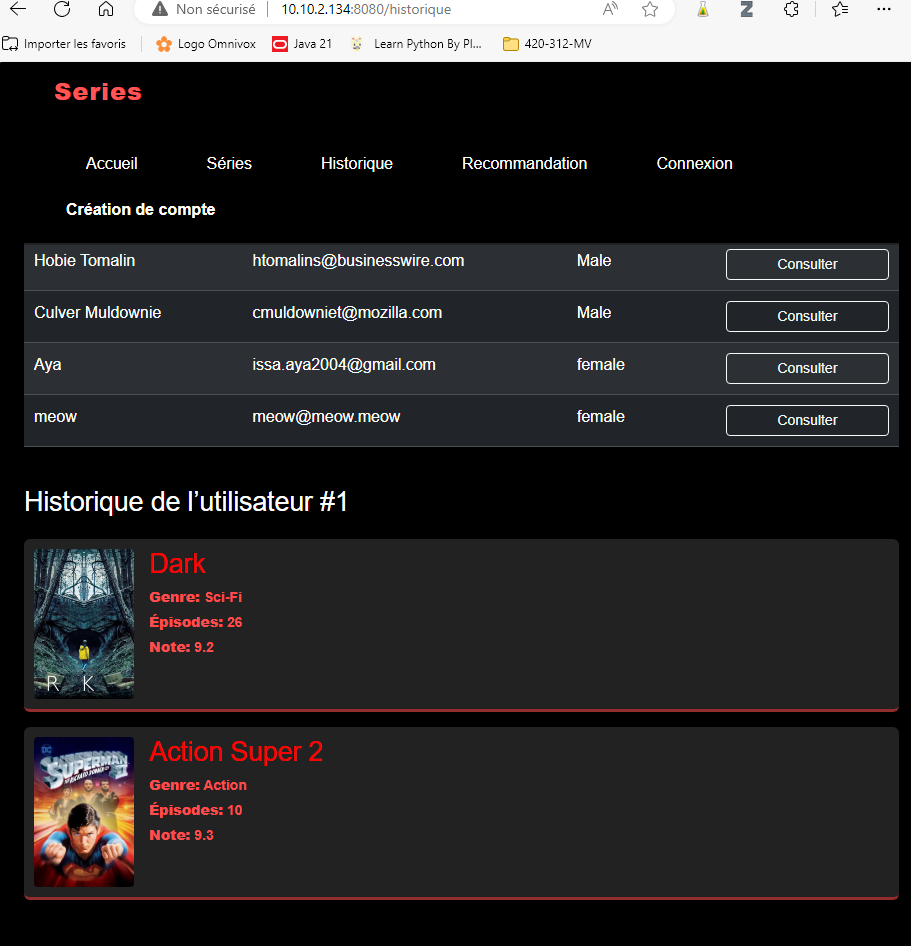 Non sécurisé 10.10.2.134:8080/historique
Importer les favoris Logo Omnivox Java 21 Learn Python By Pl... 420-312-MV
Series
Accueil Séries Historique Recommandation Connexion
Création de compte
Hobie Tomalin htomalins@businesswire.com Male Consulter
Culver Muldownie cmuldowniet@mozilla.com Male Consulter
Aya issa.aya2004@gmail.com female Consulter
meow meow@meow.meow female Consulter
Historique de l’utilisateur #1
Dark
Genre: Sci-Fi
Épisodes: 26
Note: 9.2
R K
Action Super 2
DC
SUPERMAN II
Genre: Action
Épisodes: 10
Note: 9.3